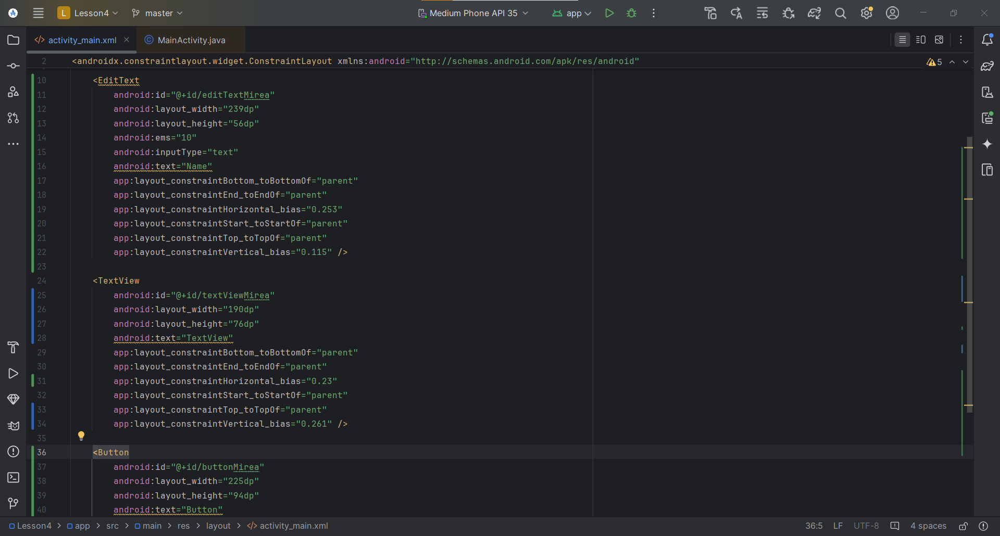 L Lesson4 master Medium Phone API 35 app
activity_main.xml MainActivity.java
2 <androidx.constraintlayout.widget.ConstraintLayout xmlns:android="http://schemas.android.com/apk/res/android" 5
10 <EditText
11 android:id="@+id/editTextMirea"
12 android:layout_width="239dp"
13 android:layout_height="56dp"
14 android:ems="10"
15 android:inputType="text"
16 android:text="Name"
17 app:layout_constraintBottom_toBottomOf="parent"
18 app:layout_constraintEnd_toEndOf="parent"
19 app:layout_constraintHorizontal_bias="0.253"
20 app:layout_constraintStart_toStartOf="parent"
21 app:layout_constraintTop_toTopOf="parent"
22 app:layout_constraintVertical_bias="0.115" />
23
24 <TextView
25 android:id="@+id/textViewMirea"
26 android:layout_width="190dp"
27 android:layout_height="76dp"
28 android:text="TextView"
29 app:layout_constraintBottom_toBottomOf="parent"
30 app:layout_constraintEnd_toEndOf="parent"
31 app:layout_constraintHorizontal_bias="0.23"
32 app:layout_constraintStart_toStartOf="parent"
33 app:layout_constraintTop_toTopOf="parent"
34 app:layout_constraintVertical_bias="0.261" />
35
36 <Button
37 android:id="@+id/buttonMirea"
38 android:layout_width="225dp"
39 android:layout_height="94dp"
40 android:text="Button"
Lesson4 > app > src > main > res > layout > </> activity_main.xml 36:5 LF UTF-8 4 spaces